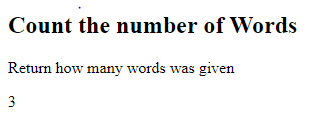 Count the number of Words
Return how many words was given
3